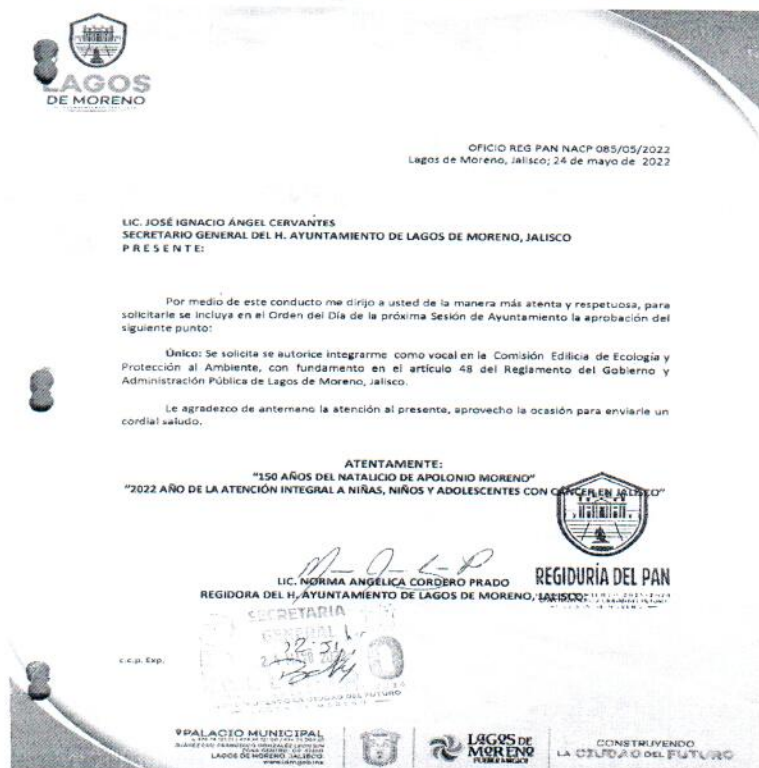 LAGOS
DE MORENO
OFICIO REG PAN NACP 085/05/2022
Lagos de Moreno, Jalisco; 24 de mayo de 2022
LIC. JOSÉ IGNACIO ÁNGEL CERVANTES
SECRETARIO GENERAL DEL H. AYUNTAMIENTO DE LAGOS DE MORENO, JALISCO
P R E S E N T E:
Por medio de este conducto me dirijo a usted de la manera más atenta y respetuosa, para
solicitarle se incluya en el Orden del Día de la próxima Sesión de Ayuntamiento la aprobación del
siguiente punto:
Único: Se solicita se autorice integrarme como vocal en la Comisión Edilicia de Ecología y
Protección al Ambiente, con fundamento en el artículo 48 del Reglamento del Gobierno y
Administración Pública de Lagos de Moreno, Jalisco.
Le agradezco de antemano la atención al presente, aprovecho la ocasión para enviarle un
cordial saludo.
ATENTAMENTE:
"150 AÑOS DEL NATALICIO DE APOLONIO MORENO"
"2022 AÑO DE LA ATENCIÓN INTEGRAL A NIÑAS, NIÑOS Y ADOLESCENTES CON CÁNCER EN JALISCO"
REGIDURÍA DEL PAN
LIC. NORMA ANGÉLICA CORDERO PRADO
REGIDORA DEL H. AYUNTAMIENTO DE LAGOS DE MORENO, JALISCO
SECRETARIA
GENERAL
c.c.p. Exp.
PALACIO MUNICIPAL
LAGOS DE MORENO, JALISCO
LAGOS DE
MORENO
PUEBLO MÁGICO
CONSTRUYENDO
LA CIUDAD DEL FUTURO